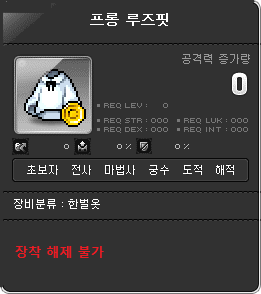 프롱 루즈핏
공격력 증가량
0
REQ LEV : 0
REQ STR : 000 REQ LUK : 000
REQ DEX : 000 REQ INT : 000
0 0 % 0 %
초보자 전사 마법사 궁수 도적 해적
장비분류 : 한벌옷
장착 해제 불가